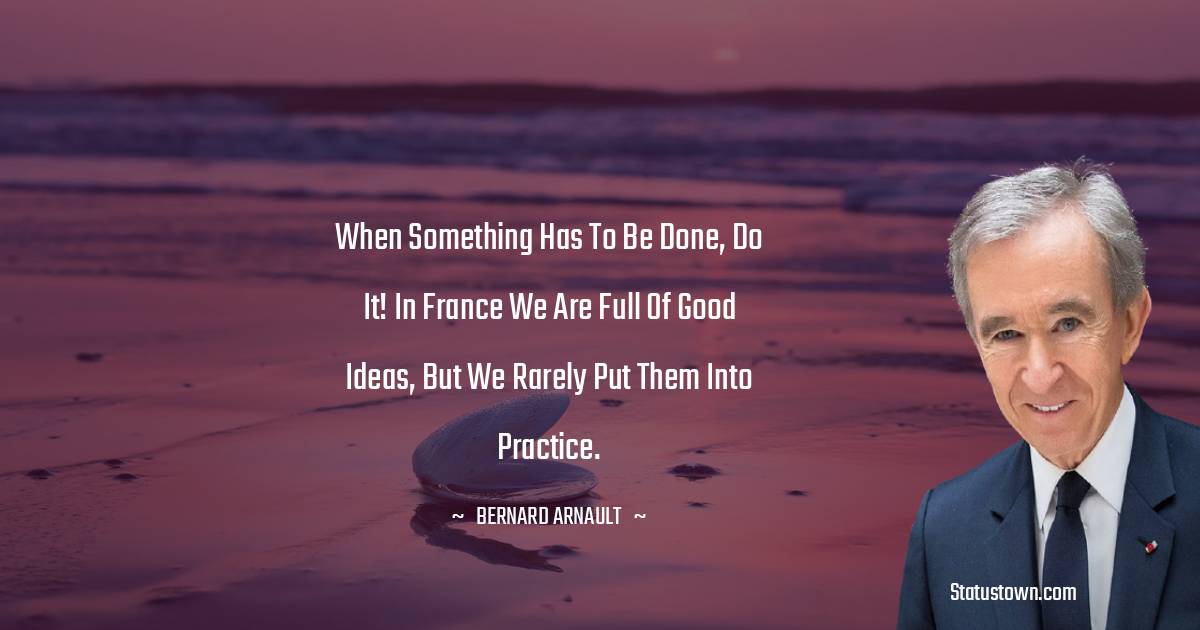 When Something Has To Be Done, Do
It! In France We Are Full Of Good
Ideas, But We Rarely Put Them Into
Practice.
~ BERNARD ARNAULT ~
Statustown.com